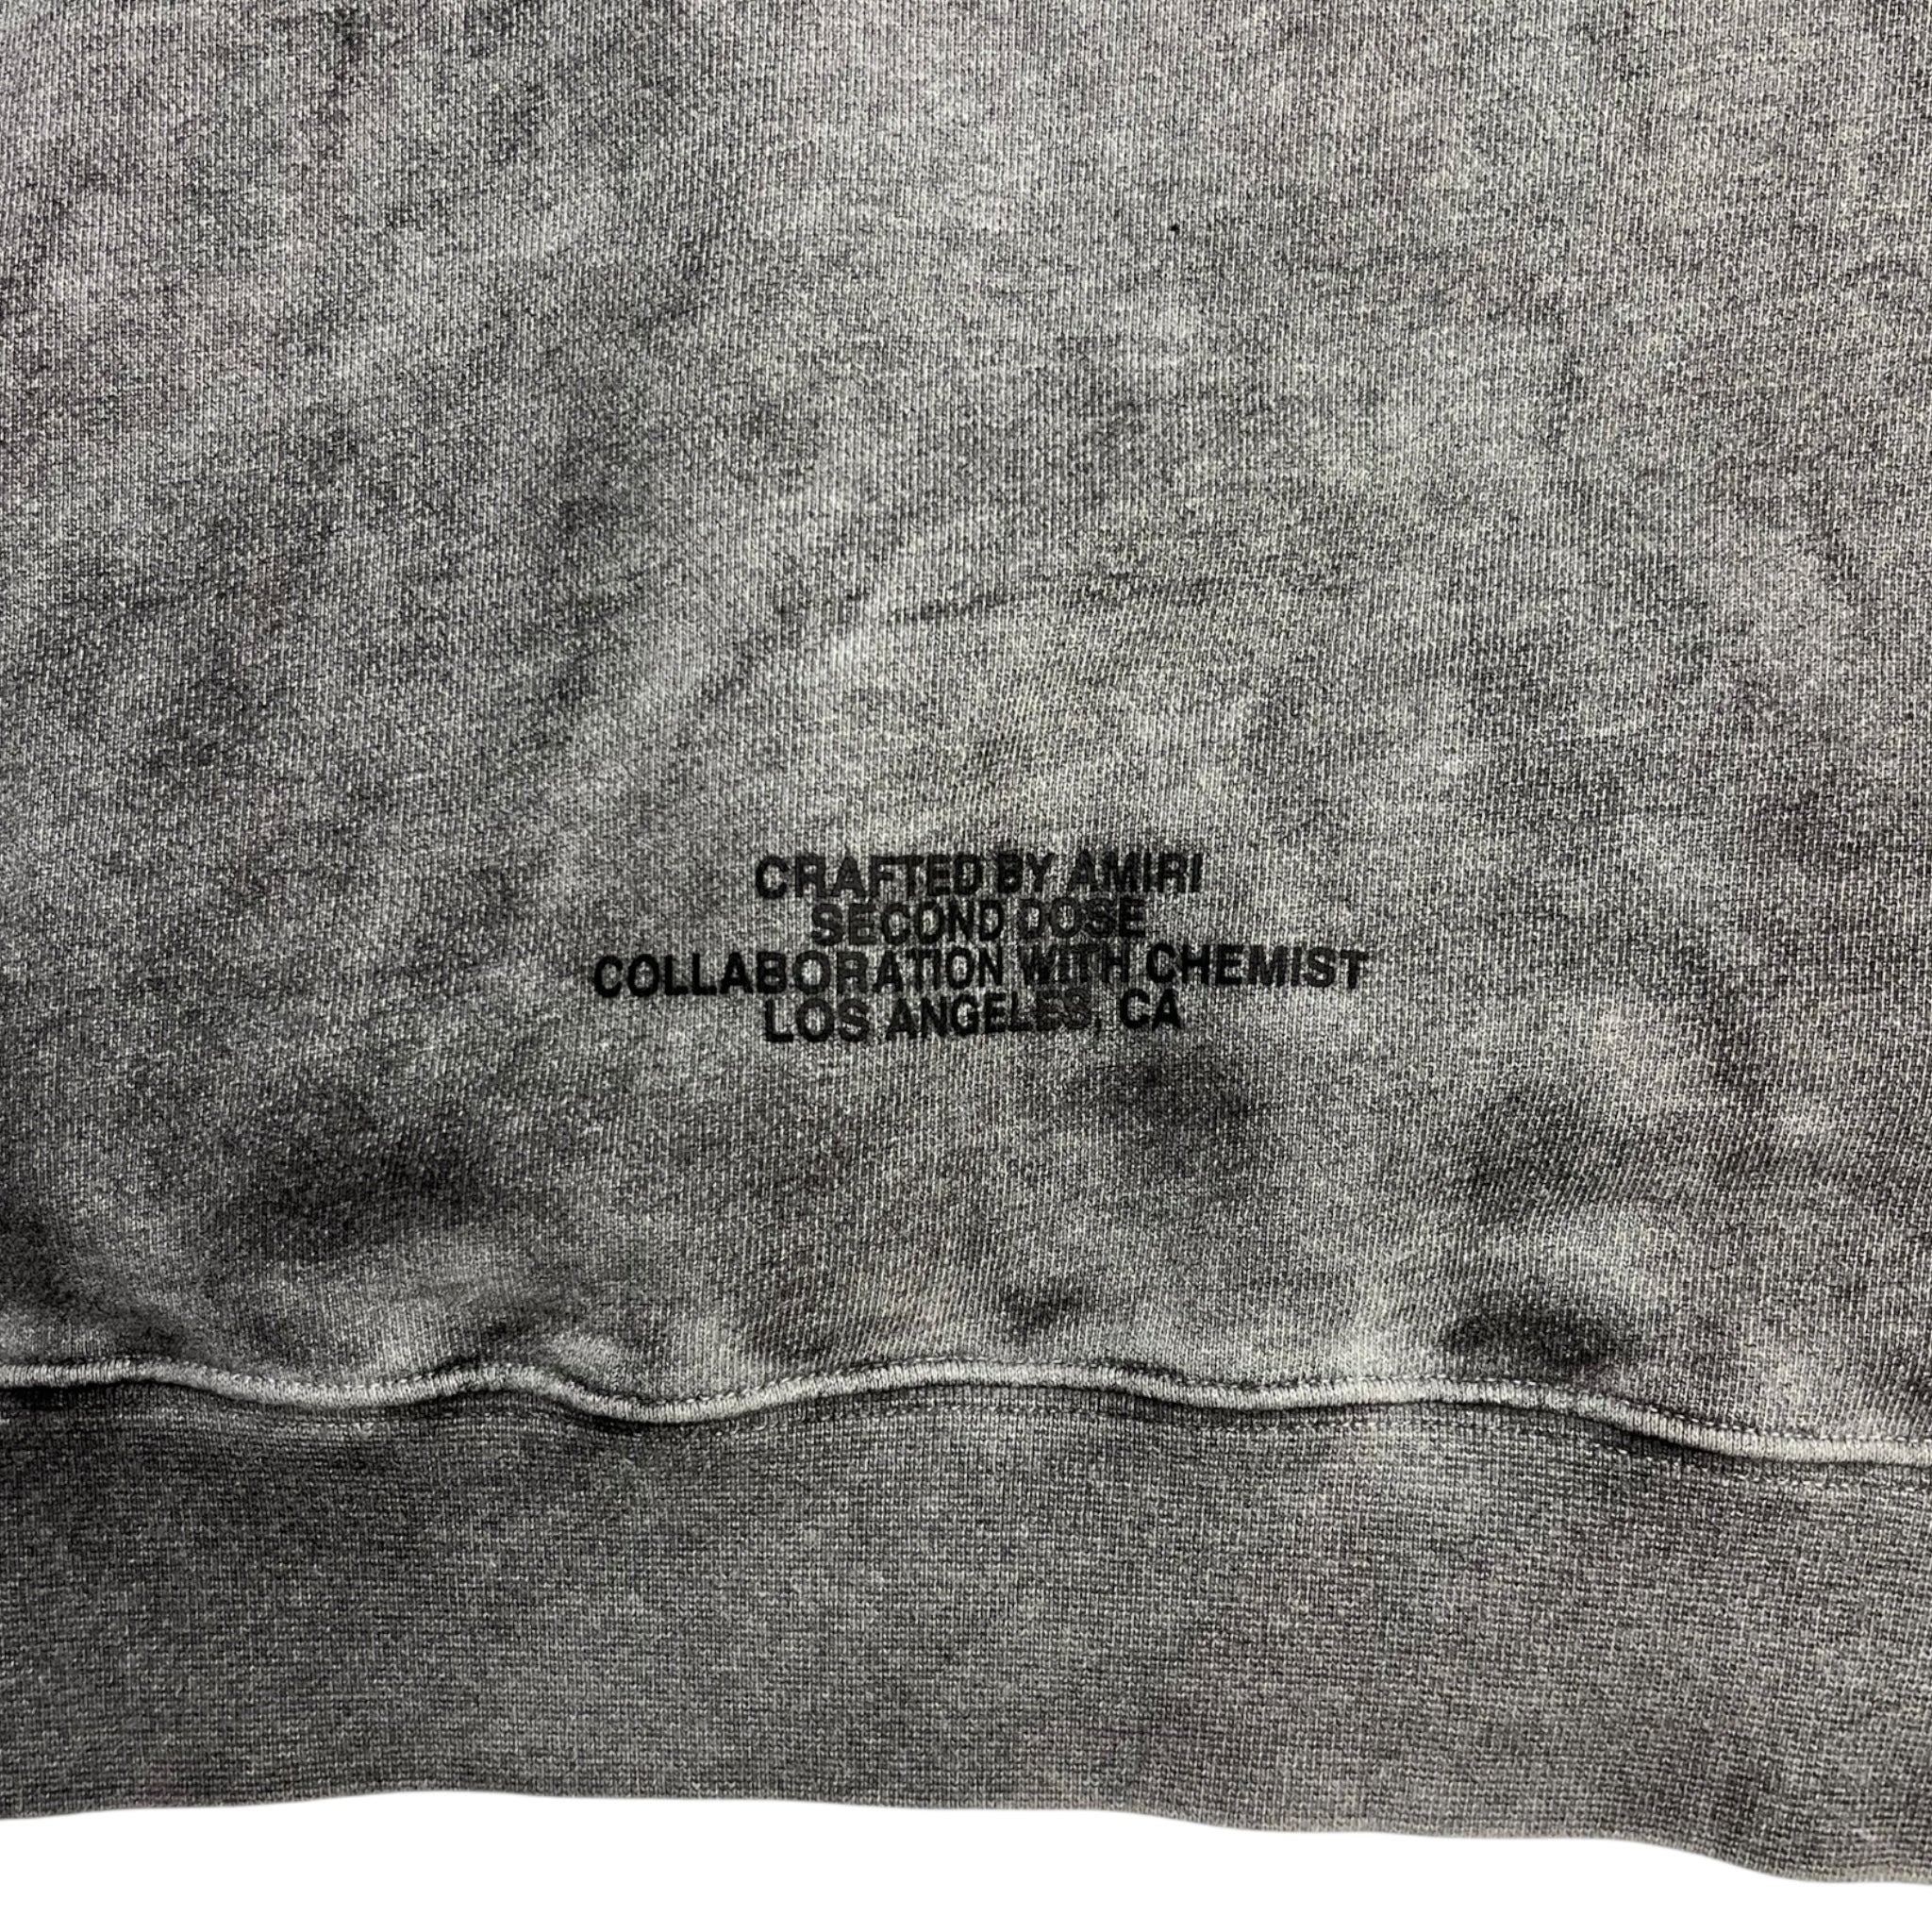 CRAFTED BY AMIRI
SECOND DOSE
COLLABORATION WITH CHEMIST
LOS ANGELES, CA